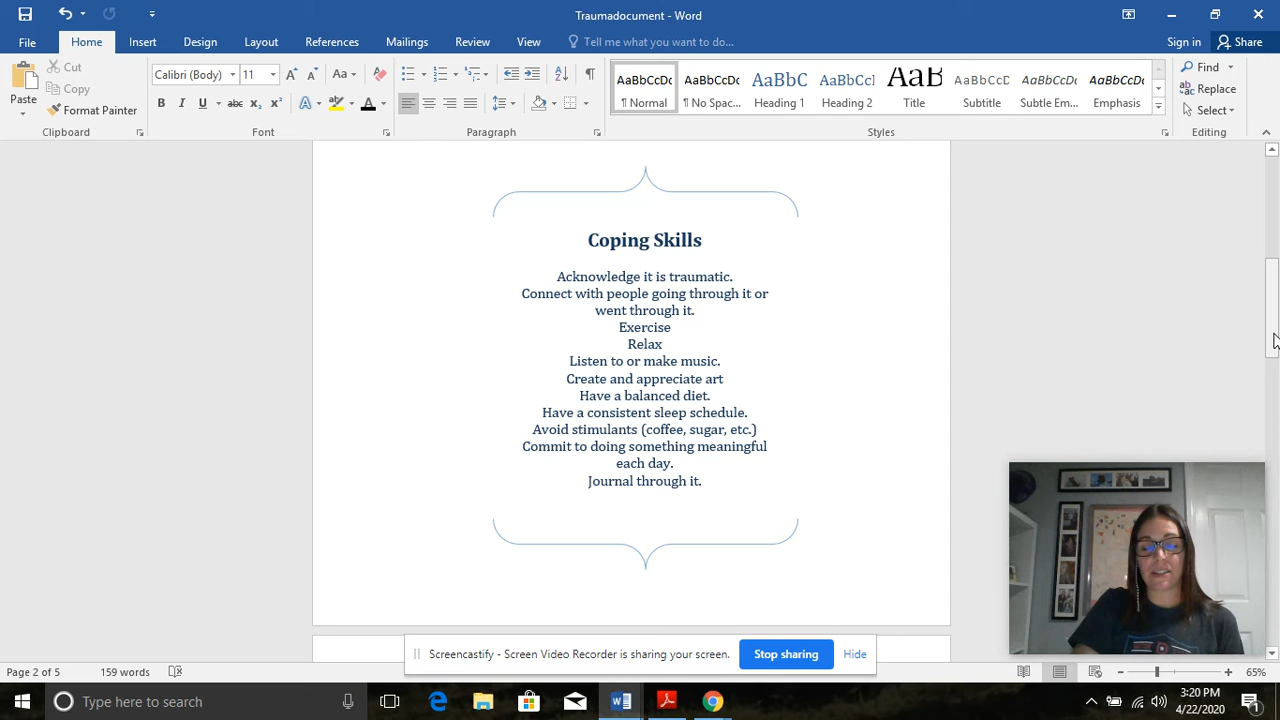 Traumadocument - Word
File Home Insert Design Layout References Mailings Review View Tell me what you want to do... Sign in Share
Paste
Cut
Copy
Format Painter
Clipboard
Calibri (Body) 11
Font
Paragraph
AaBbCcDc AaBbCcDc AaBbC AaBbCcI AaB AaBbCcD AaBbCcDc AaBbCcDc
¶ Normal ¶ No Spac... Heading 1 Heading 2 Title Subtitle Subtle Em... Emphasis
Styles
Find
Replace
Select
Editing
Coping Skills
Acknowledge it is traumatic.
Connect with people going through it or
went through it.
Exercise
Relax
Listen to or make music.
Create and appreciate art
Have a balanced diet.
Have a consistent sleep schedule.
Avoid stimulants (coffee, sugar, etc.)
Commit to doing something meaningful
each day.
Journal through it.
Screencastify - Screen Video Recorder is sharing your screen. Stop sharing Hide
Page 2 of 5 159 words 65%
Type here to search
3:20 PM
4/22/2020